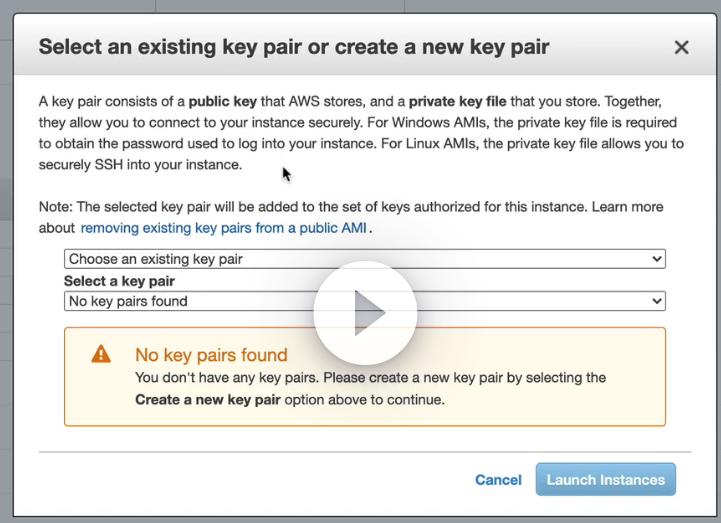 Select an existing key pair or create a new key pair
A key pair consists of a public key that AWS stores, and a private key file that you store. Together,
they allow you to connect to your instance securely. For Windows AMIs, the private key file is required
to obtain the password used to log into your instance. For Linux AMIs, the private key file allows you to
securely SSH into your instance.
Note: The selected key pair will be added to the set of keys authorized for this instance. Learn more
about removing existing key pairs from a public AMI.
Choose an existing key pair
Select a key pair
No key pairs found
No key pairs found
You don't have any key pairs. Please create a new key pair by selecting the
Create a new key pair option above to continue.
Cancel Launch Instances